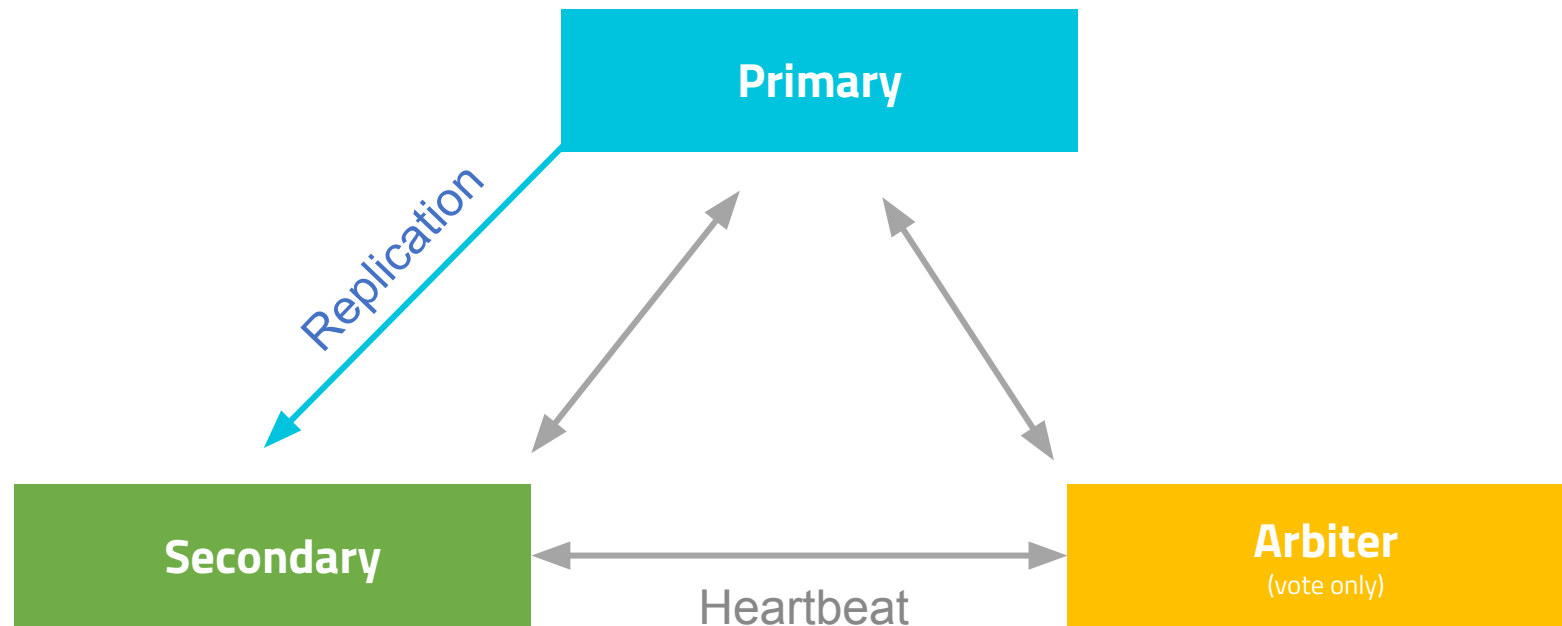 Primary
Replication
Secondary
Heartbeat
Arbiter
(vote only)